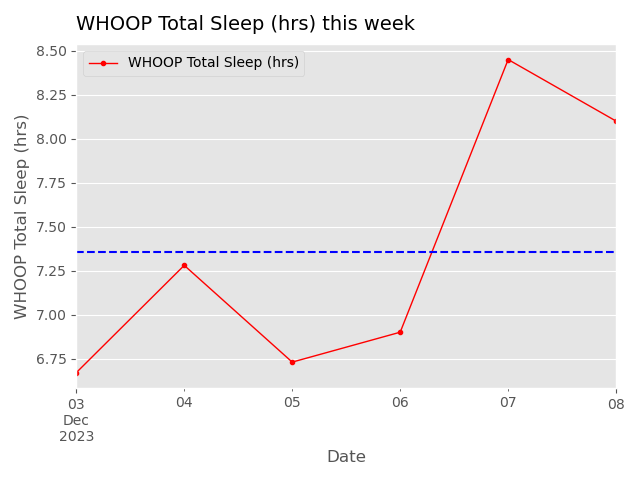 WHOOP Total Sleep (hrs) this week
WHOOP Total Sleep (hrs)
WHOOP Total Sleep (hrs)
8.50
8.25
8.00
7.75
7.50
7.25
7.00
6.75
03 04 05 06 07 08
Dec
2023
Date